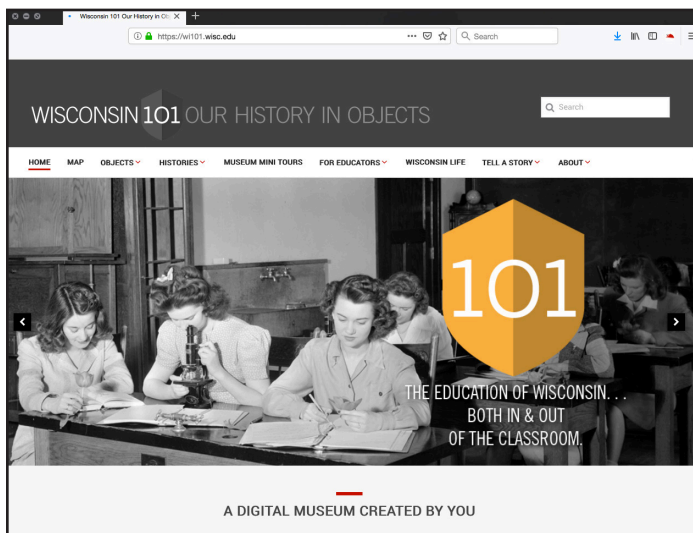 Wisconsin 101 Our History in Ob
https://wi101.wisc.edu
Search
WISCONSIN 101 OUR HISTORY IN OBJECTS
Search
HOME MAP OBJECTS HISTORIES MUSEUM MINI TOURS FOR EDUCATORS WISCONSIN LIFE TELL A STORY ABOUT
101
THE EDUCATION OF WISCONSIN. . .
BOTH IN & OUT
OF THE CLASSROOM.
A DIGITAL MUSEUM CREATED BY YOU